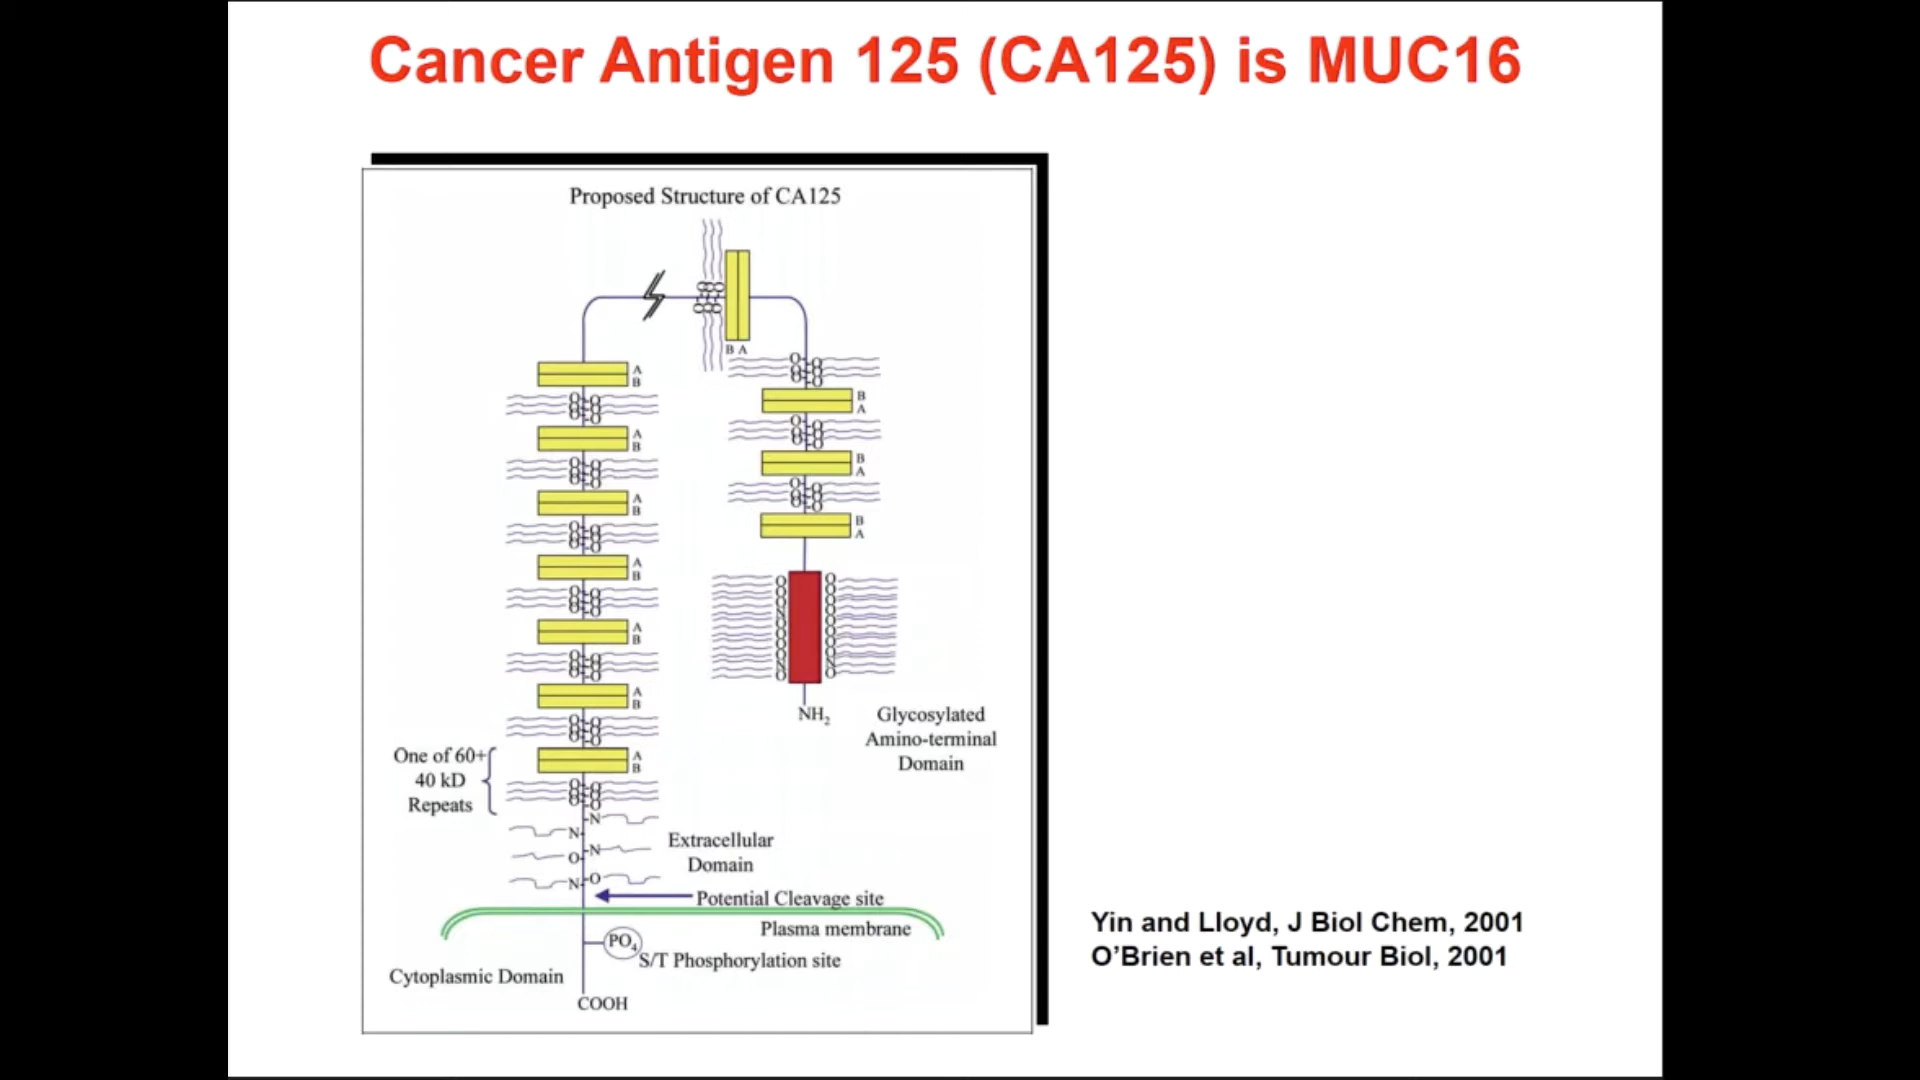 Cancer Antigen 125 (CA125) is MUC16
Proposed Structure of CA125
B A
A
B
A
B
A
B
A
B
A
B
A
B
A
B
B
A
B
A
B
A
NH2
Glycosylated
Amino-terminal
Domain
One of 60+
40 kD
Repeats
Extracellular
Domain
Potential Cleavage site
Plasma membrane
PO4
S/T Phosphorylation site
Cytoplasmic Domain
COOH
Yin and Lloyd, J Biol Chem, 2001
O’Brien et al, Tumour Biol, 2001